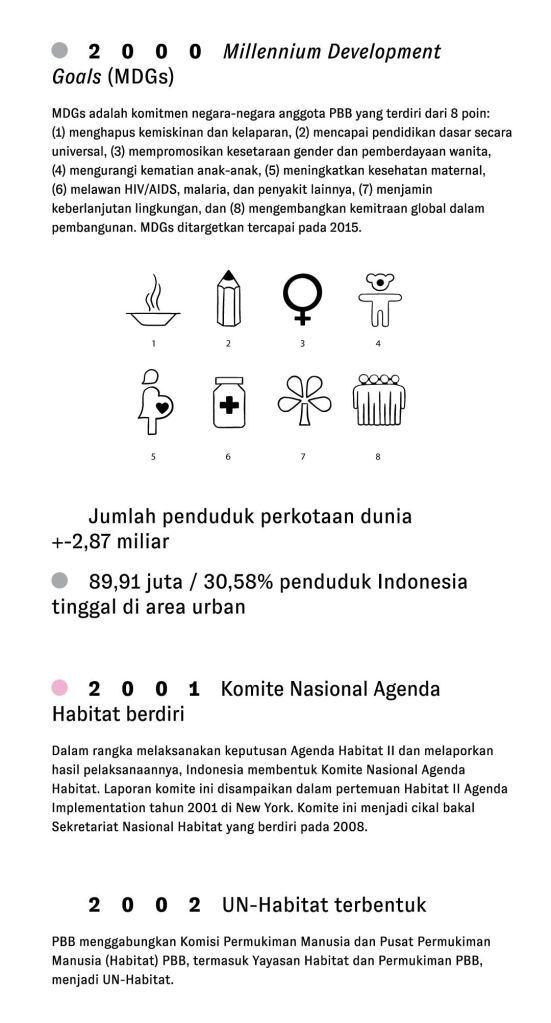 2 0 0 0 Millennium Development
Goals (MDGs)
MDGs adalah komitmen negara-negara anggota PBB yang terdiri dari 8 poin:
(1) menghapus kemiskinan dan kelaparan, (2) mencapai pendidikan dasar secara
universal, (3) mempromosikan kesetaraan gender dan pemberdayaan wanita,
(4) mengurangi kematian anak-anak, (5) meningkatkan kesehatan maternal,
(6) melawan HIV/AIDS, malaria, dan penyakit lainnya, (7) menjamin
keberlanjutan lingkungan, dan (8) mengembangkan kemitraan global dalam
pembangunan. MDGs ditargetkan tercapai pada 2015.
1 2 3 4
5 6 7 8
Jumlah penduduk perkotaan dunia
+-2,87 miliar
89,91 juta / 30,58% penduduk Indonesia
tinggal di area urban
2 0 0 1 Komite Nasional Agenda
Habitat berdiri
Dalam rangka melaksanakan keputusan Agenda Habitat II dan melaporkan
hasil pelaksanaannya, Indonesia membentuk Komite Nasional Agenda
Habitat. Laporan komite ini disampaikan dalam pertemuan Habitat II Agenda
Implementation tahun 2001 di New York. Komite ini menjadi cikal bakal
Sekretariat Nasional Habitat yang berdiri pada 2008.
2 0 0 2 UN-Habitat terbentuk
PBB menggabungkan Komisi Permukiman Manusia dan Pusat Permukiman
Manusia (Habitat) PBB, termasuk Yayasan Habitat dan Permukiman PBB,
menjadi UN-Habitat.